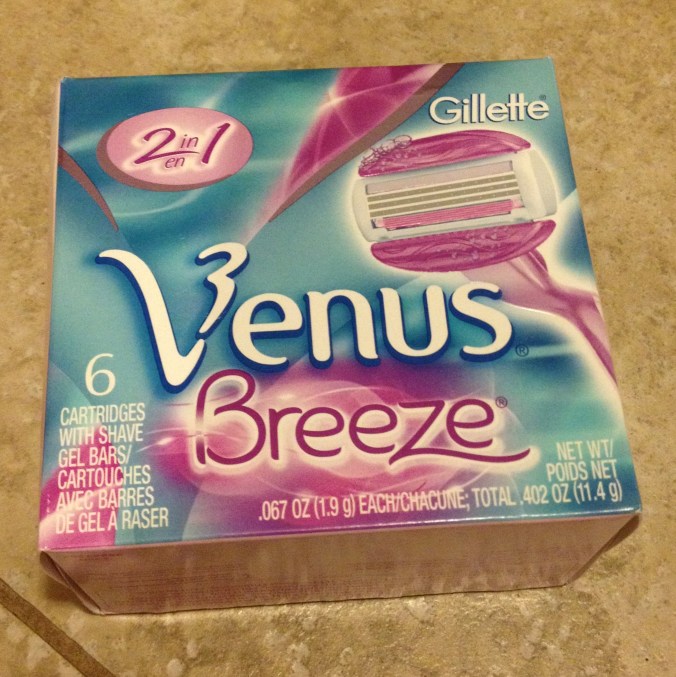 Gillette
2 in 1
en
Venus®
Breeze®
6
CARTRIDGES
WITH SHAVE
GEL BARS/
CARTOUCHES
AVEC BARRES
DE GEL À RASER
NET WT/
POIDS NET
.067 OZ (1.9 g) EACH/CHACUNE; TOTAL .402 OZ (11.4 g)